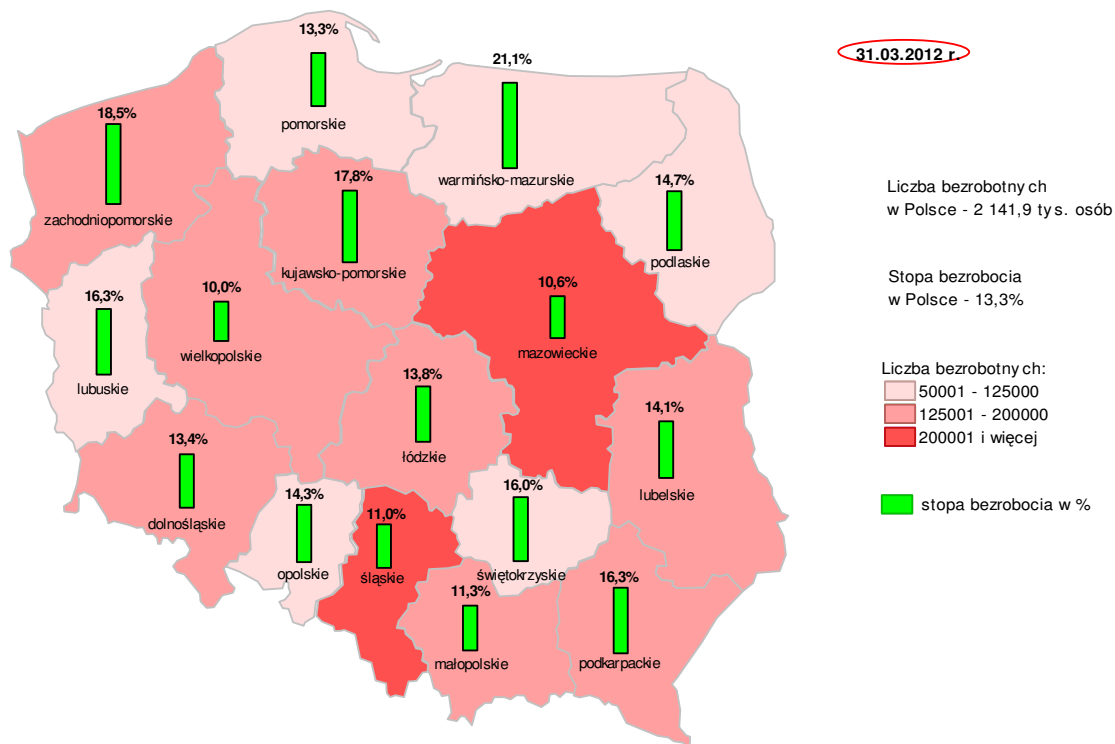 31.03.2012 r.
13,3%
pomorskie
21,1%
warmińsko-mazurskie
18,5%
zachodniopomorskie
17,8%
kujawsko-pomorskie
14,7%
podlaskie
Liczba bezrobotnych
w Polsce - 2 141,9 tys. osób
Stopa bezrobocia
w Polsce - 13,3%
16,3%
lubuskie
10,0%
wielkopolskie
10,6%
mazowieckie
13,8%
łódzkie
14,1%
lubelskie
Liczba bezrobotnych:
50001 - 125000
125001 - 200000
200001 i więcej
stopa bezrobocia w %
13,4%
dolnośląskie
14,3%
opolskie
11,0%
śląskie
16,0%
świętokrzyskie
11,3%
małopolskie
16,3%
podkarpackie